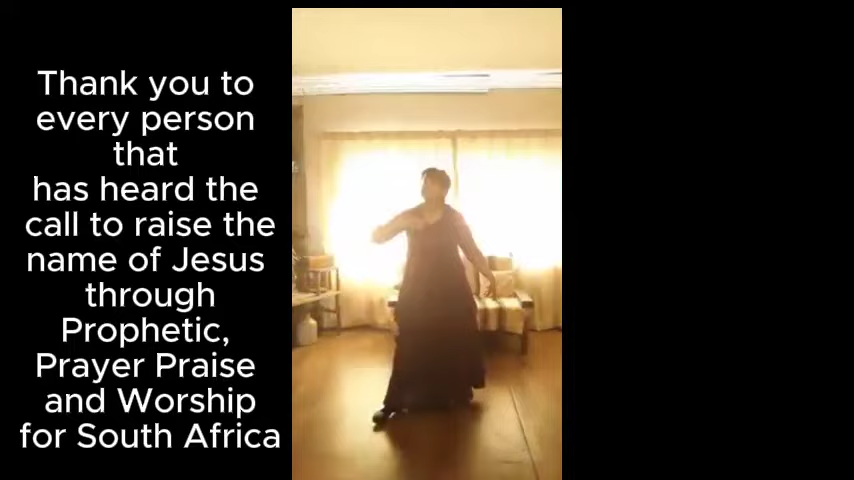 Thank you to
every person
that
has heard the
call to raise the
name of Jesus
through
Prophetic,
Prayer Praise
and Worship
for South Africa